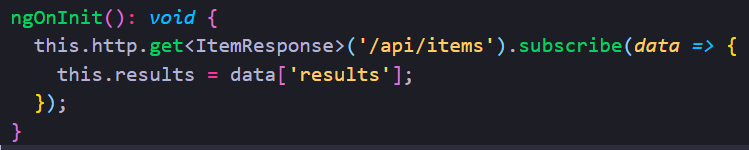 ngOnInit(): void {
  this.http.get<ItemResponse>('/api/items').subscribe(data => {
    this.results = data['results'];
  });
}